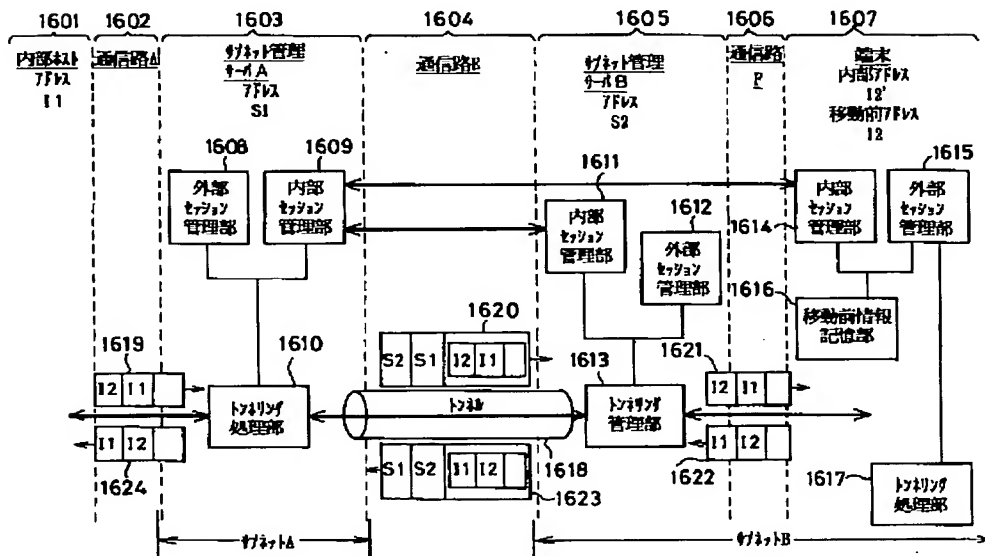 1601
1602
1603
1604
1605
1606
1607
内部ホスト
アドレス
I1
通信路A
サブネット管理
サーバA
アドレス
S1
通信路E
サブネット管理
サーバB
アドレス
S2
通信路
F
端末
内部アドレス
I2'
移動前アドレス
I2
1608
外部
セッション
管理部
1609
内部
セッション
管理部
1611
内部
セッション
管理部
1612
外部
セッション
管理部
1614
内部
セッション
管理部
1615
外部
セッション
管理部
1616
移動前情報
記憶部
1619
I2 I1
1610
トンネリング
処理部
1620
S2 S1 I2 I1
トンネル
1618
1613
トンネリング
管理部
1621
I2 I1
I1 I2
1624
S1 S2 I1 I2
1623
I1 I2
1622
1617
トンネリング
処理部
サブネットA
サブネットB